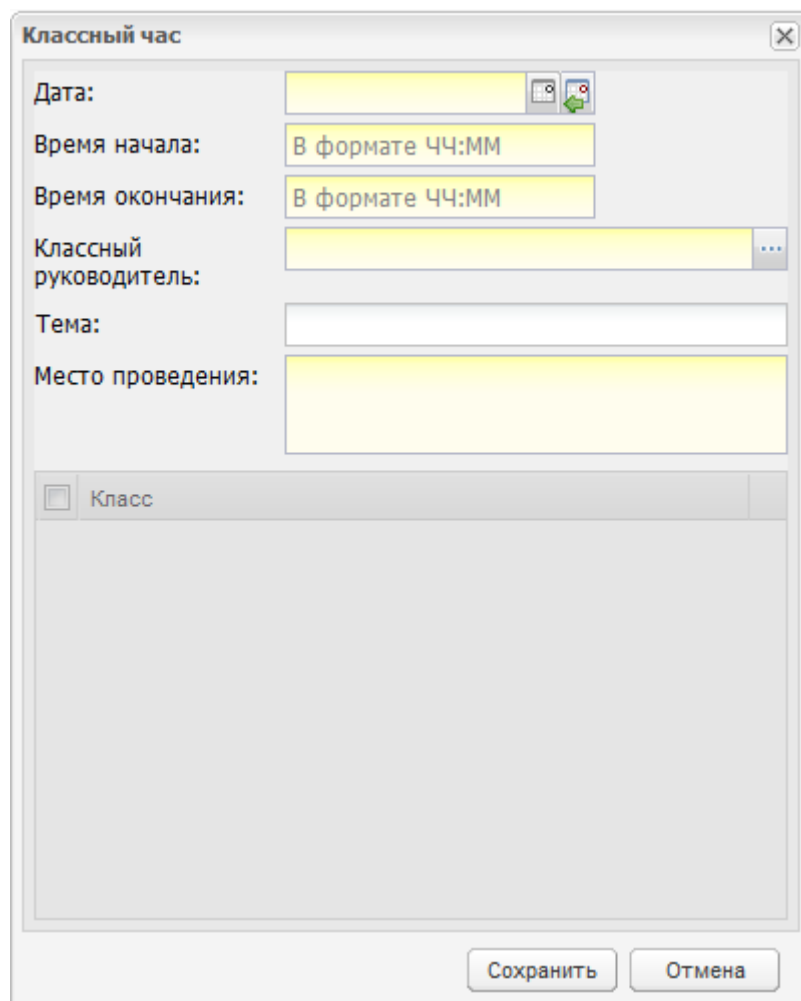 Классный час
Дата:
Время начала: В формате ЧЧ:ММ
Время окончания: В формате ЧЧ:ММ
Классный
руководитель:
Тема:
Место проведения:
Класс
Сохранить Отмена